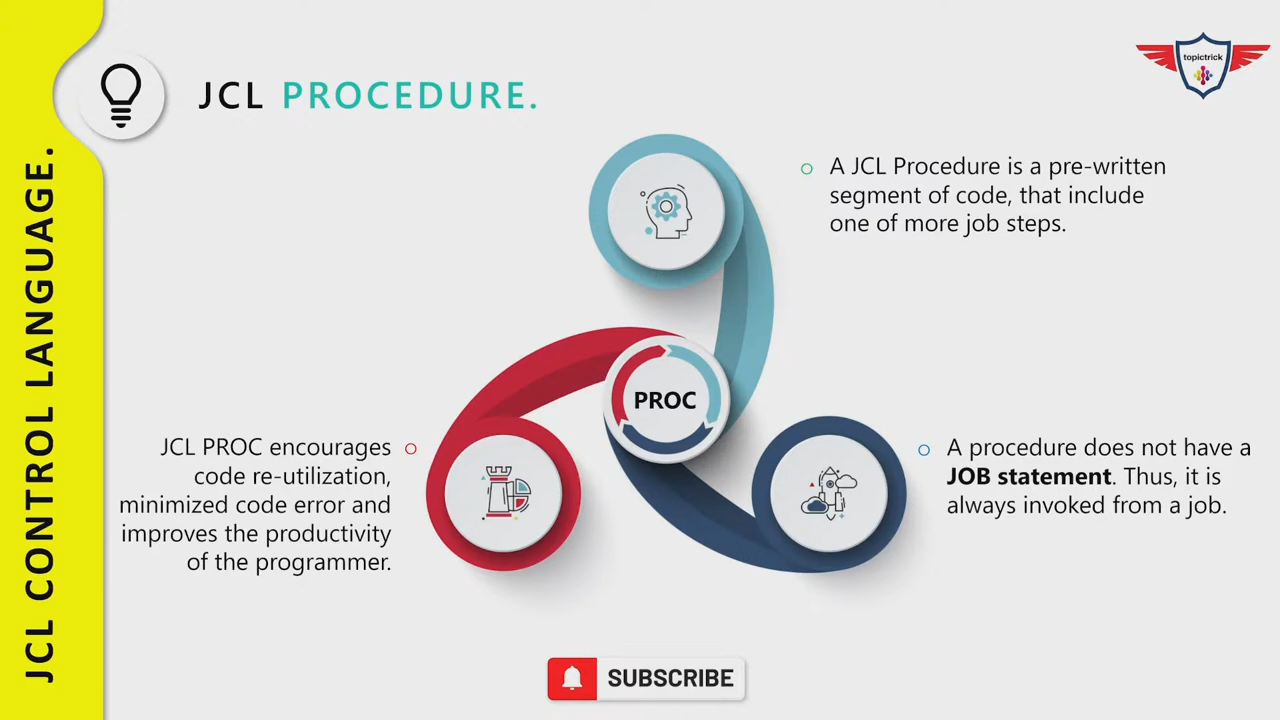 JCL CONTROL LANGUAGE.
JCL PROCEDURE.
topictrick
A JCL Procedure is a pre-written
segment of code, that include
one of more job steps.
PROC
JCL PROC encourages
code re-utilization,
minimized code error and
improves the productivity
of the programmer.
A procedure does not have a
JOB statement. Thus, it is
always invoked from a job.
SUBSCRIBE